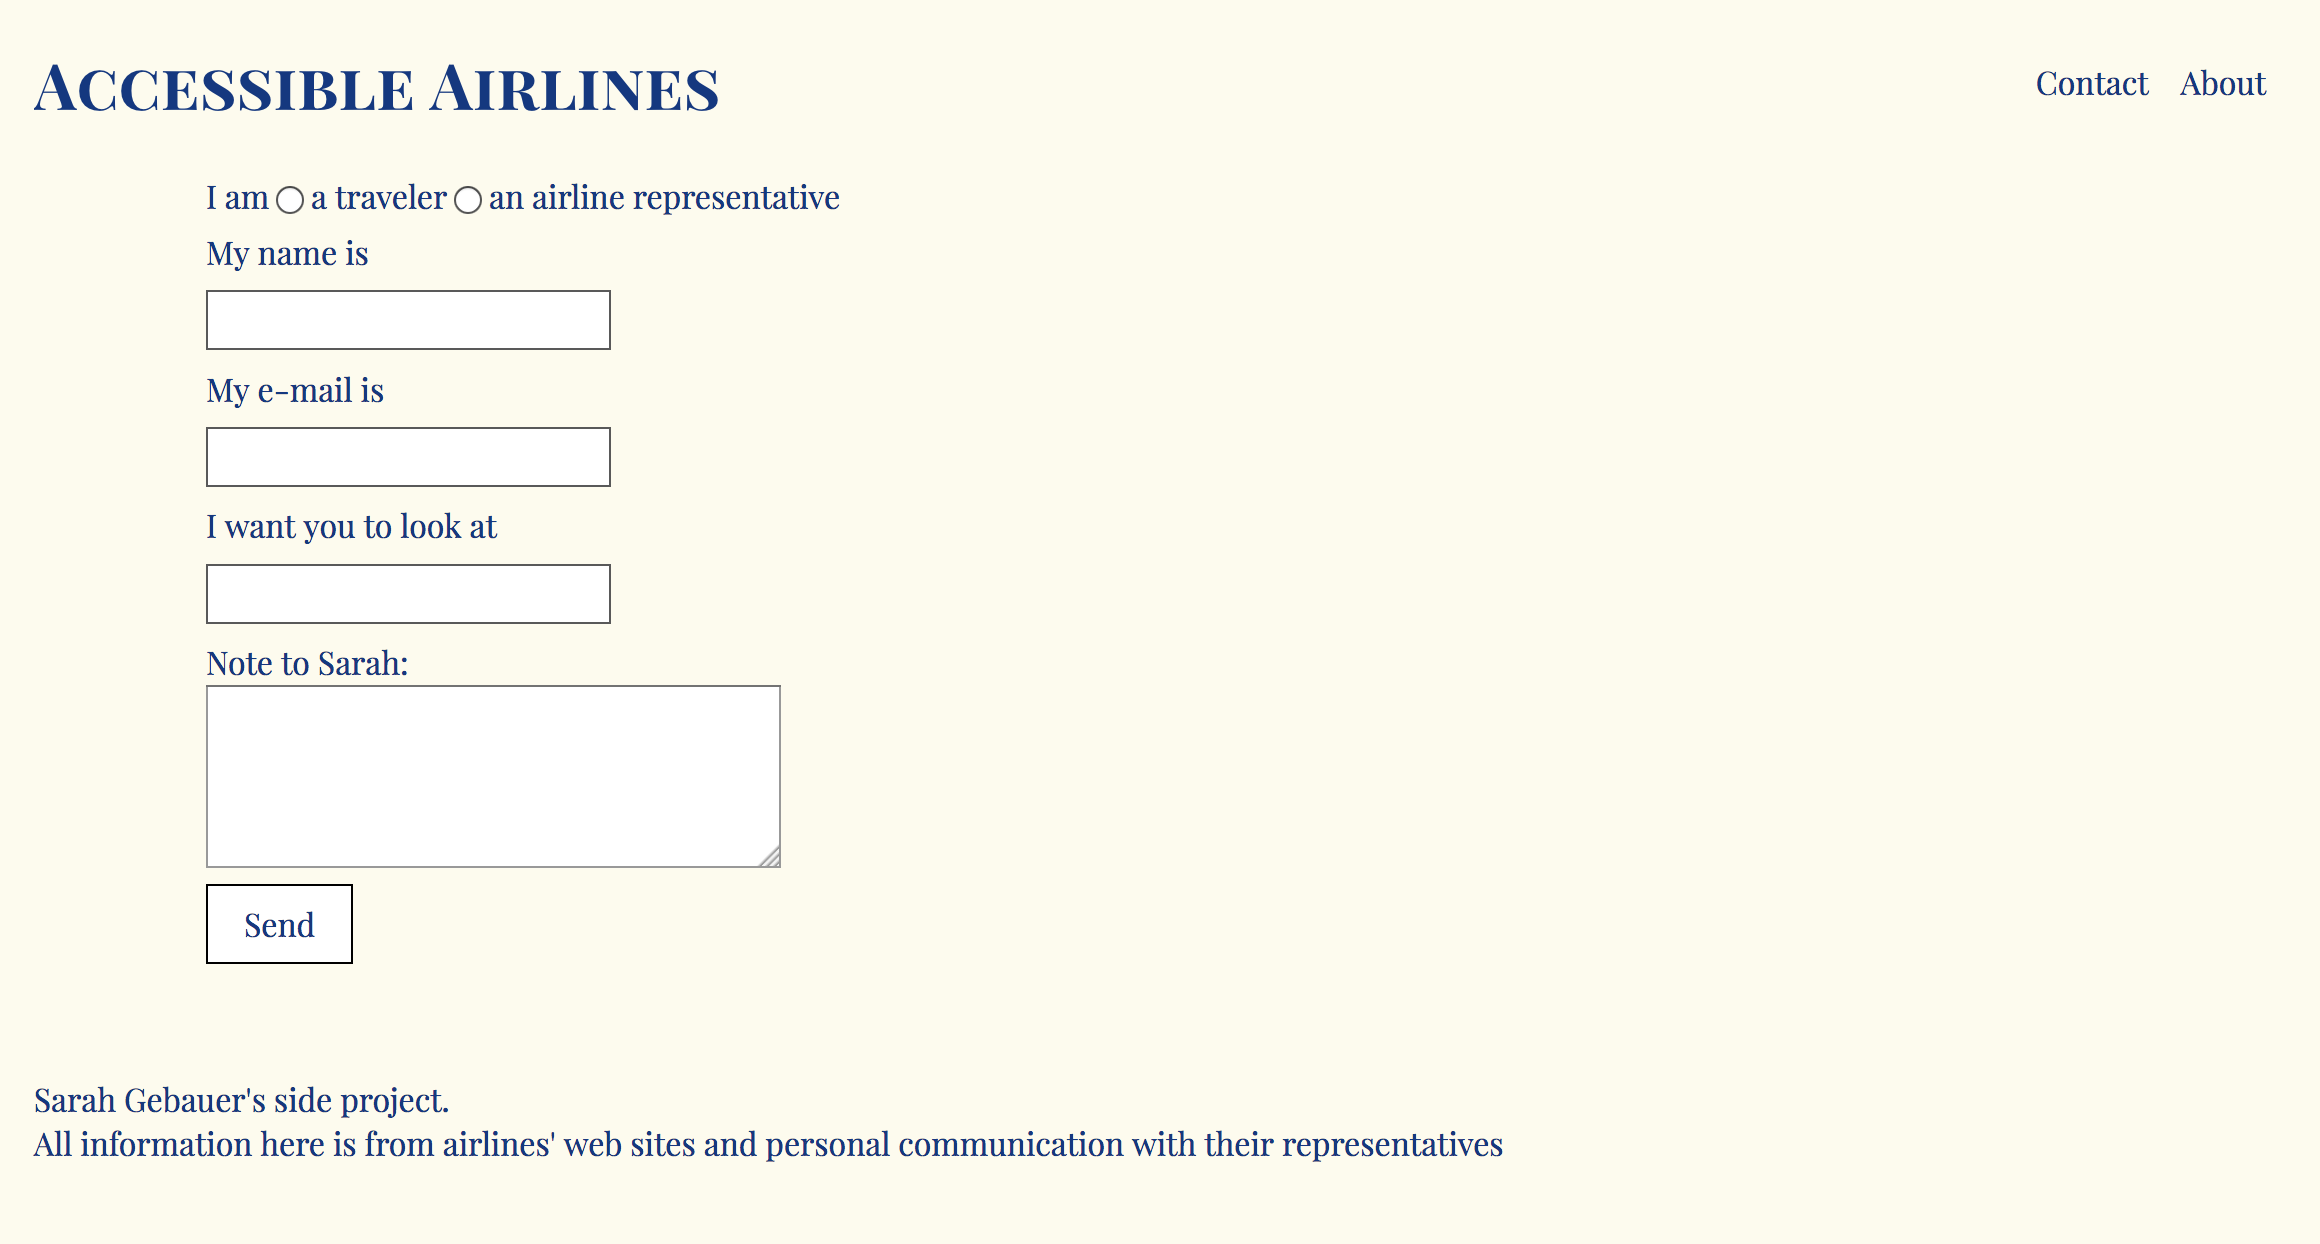 Accessible Airlines
Contact About
I am a traveler an airline representative
My name is
My e-mail is
I want you to look at
Note to Sarah:
Send
Sarah Gebauer's side project.
All information here is from airlines' web sites and personal communication with their representatives